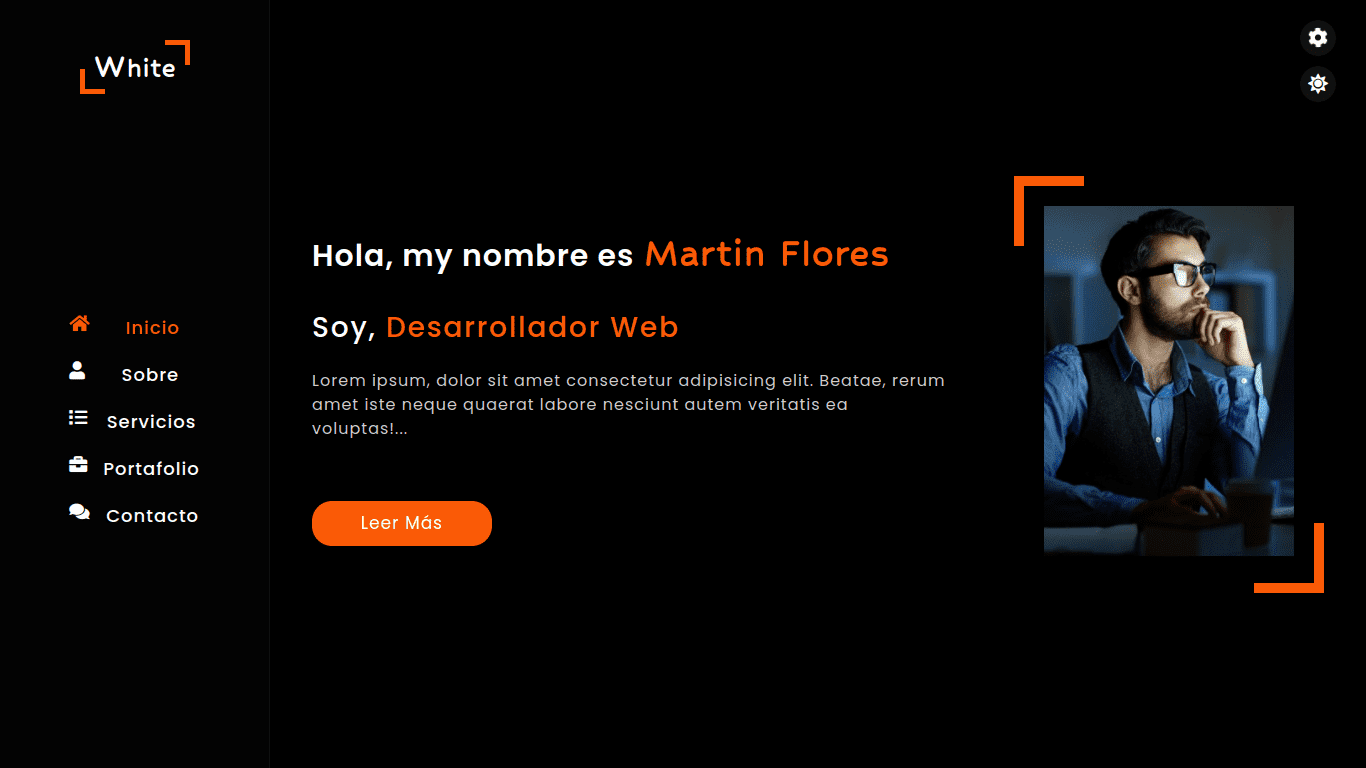 White
Inicio
Sobre
Servicios
Portafolio
Contacto
Hola, my nombre es Martin Flores
Soy, Desarrollador Web
Lorem ipsum, dolor sit amet consectetur adipisicing elit. Beatae, rerum
amet iste neque quaerat labore nesciunt autem veritatis ea
voluptas!...
Leer Más